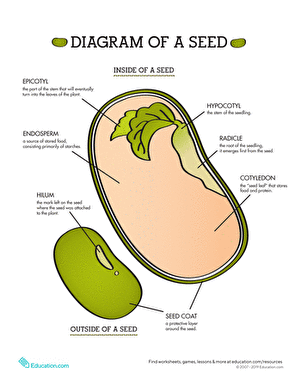 DIAGRAM OF A SEED
INSIDE OF A SEED
EPICOTYL
the part of the stem that will eventually
turn into the leaves of the plant.
HYPOCOTYL
the stem of the seedling.
ENDOSPERM
a source of stored food,
consisting primarily of starches.
RADICLE
the root of the seedling,
it emerges first from the seed.
COTYLEDON
the "seed leaf" that stores
food and protein.
HILUM
the mark left on the seed
where the seed was attached
to the plant.
SEED COAT
a protective layer
around the seed.
OUTSIDE OF A SEED
Education.com
Find worksheets, games, lessons & more at education.com/resources
© 2007 - 2019 Education.com